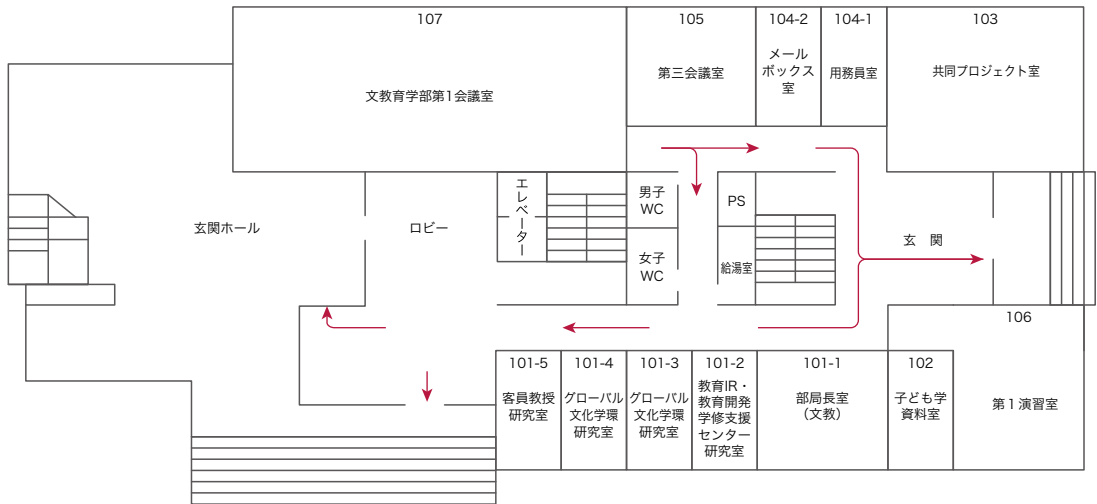 107
文教育学部第1会議室
105
第三会議室
104-2
メール
ボックス
室
104-1
用務員室
103
共同プロジェクト室
玄関ホール
ロビー
エレベーター
男子
WC
女子
WC
PS
給湯室
玄　関
106
第１演習室
101-5
客員教授
研究室
101-4
グローバル
文化学環
研究室
101-3
グローバル
文化学環
研究室
101-2
教育IR・
教育開発
学修支援
センター
研究室
101-1
部局長室
（文教）
102
子ども学
資料室